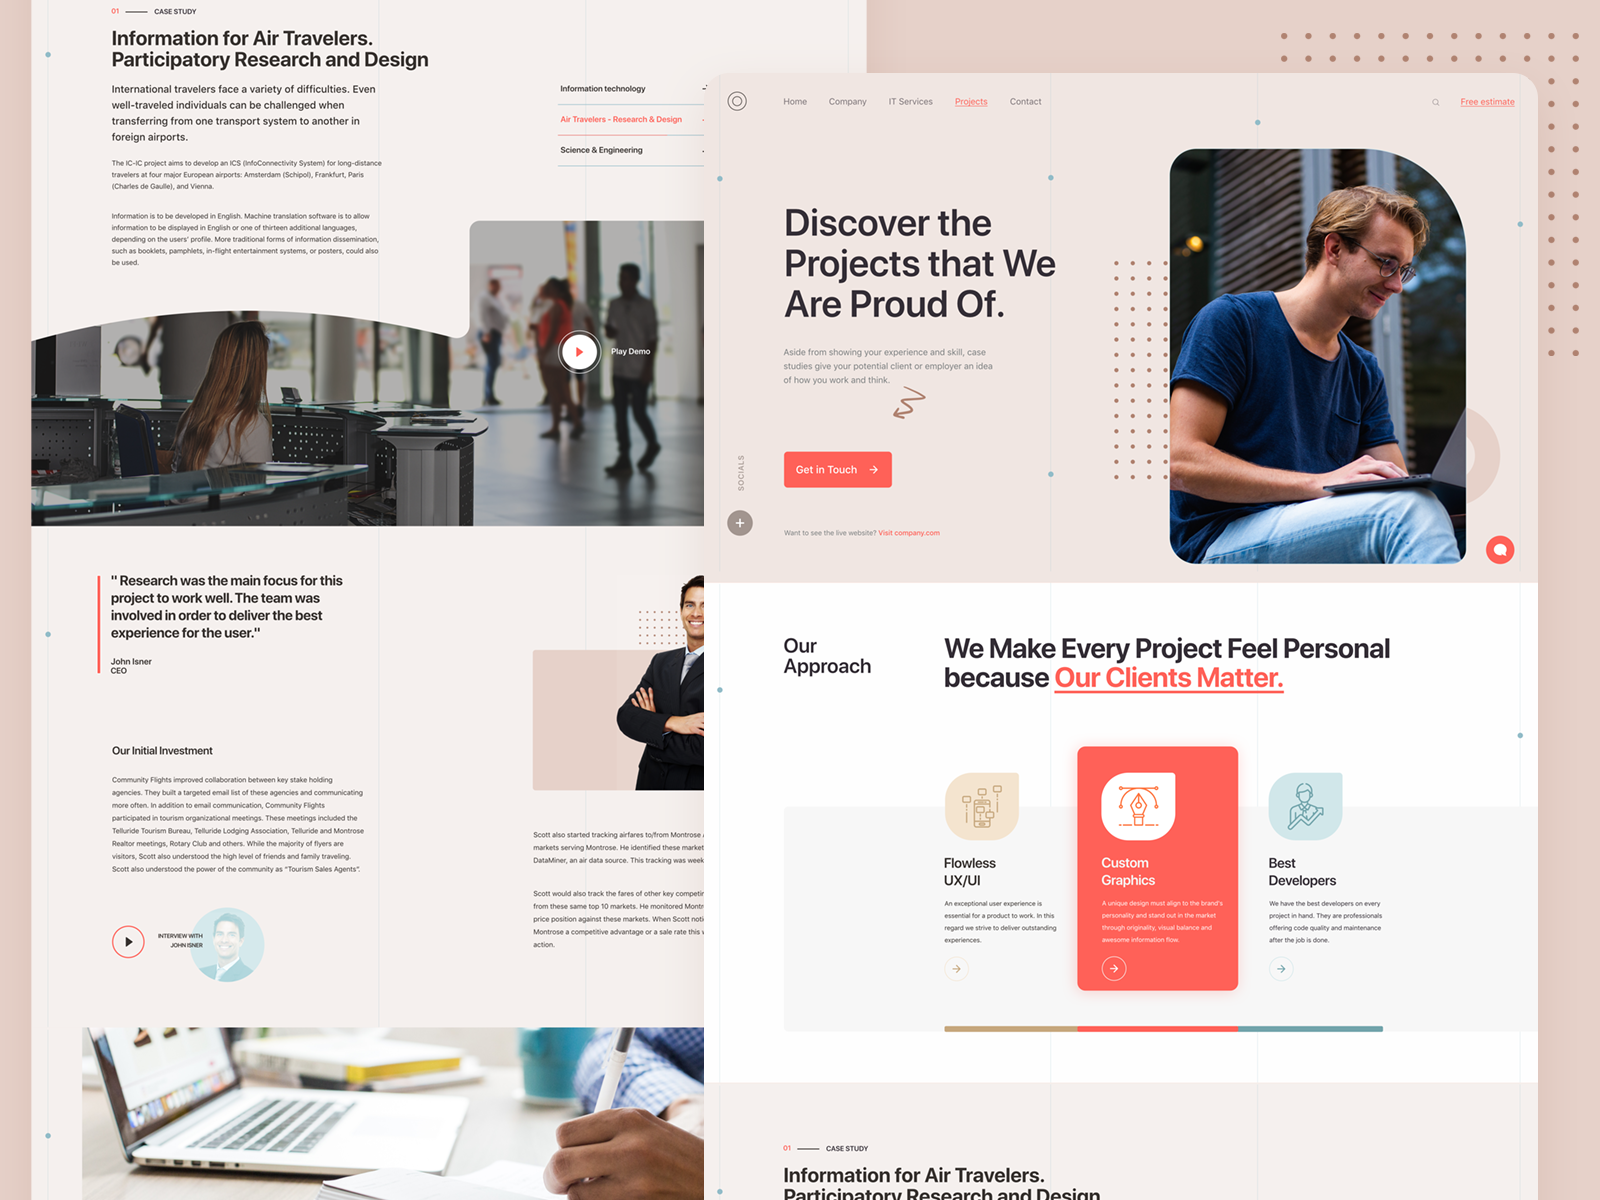 01 CASE STUDY
Information for Air Travelers.
Participatory Research and Design
International travelers face a variety of difficulties. Even
well-traveled individuals can be challenged when
transferring from one transport system to another in
foreign airports.
The IC-IC project aims to develop an ICS (InfoConnectivity System) for long-distance
travelers at four major European airports: Amsterdam (Schipol), Frankfurt, Paris
(Charles de Gaulle), and Vienna.
Information is to be developed in English. Machine translation software is to allow
information to be displayed in English or one of thirteen additional languages,
depending on the users' profile. More traditional forms of information dissemination,
such as booklets, pamphlets, in-flight entertainment systems, or posters, could also
be used.
Information technology
Air Travelers - Research & Design
Science & Engineering
Play Demo
" Research was the main focus for this
project to work well. The team was
involved in order to deliver the best
experience for the user."
John Isner
CEO
Our Initial Investment
Community Flights improved collaboration between key stake holding
agencies. They built a targeted email list of these agencies and communicating
more often. In addition to email communication, Community Flights
participated in tourism organizational meetings. These meetings included the
Telluride Tourism Bureau, Telluride Lodging Association, Telluride and Montrose
Realtor meetings, Rotary Club and others. While the majority of flyers are
visitors, Scott also understood the high level of friends and family traveling.
Scott also understood the power of the community as “Tourism Sales Agents”.
INTERVIEW WITH
JOHN ISNER
Scott also started tracking airfares to/from Montrose
markets serving Montrose. He identified these market
DataMiner, an air data source. This tracking was week
Scott would also track the fares of other key competin
from these same top 10 markets. He monitored Montr
price position against these markets. When Scott noti
Montrose a competitive advantage or a sale rate this w
action.
Home Company IT Services Projects Contact Free estimate
Discover the
Projects that We
Are Proud Of.
Aside from showing your experience and skill, case
studies give your potential client or employer an idea
of how you work and think.
Get in Touch
SOCIALS
Want to see the live website? Visit company.com
Our
Approach
We Make Every Project Feel Personal
because Our Clients Matter.
Flowless
UX/UI
An exceptional user experience is
essential for a product to work. In this
regard we strive to deliver outstanding
experiences.
Custom
Graphics
A unique design must align to the brand's
personality and stand out in the market
through originality, visual balance and
awesome information flow.
Best
Developers
We have the best developers on every
project in hand. They are professionals
offering code quality and maintenance
after the job is done.
01 CASE STUDY
Information for Air Travelers.
Participatory Research and Design